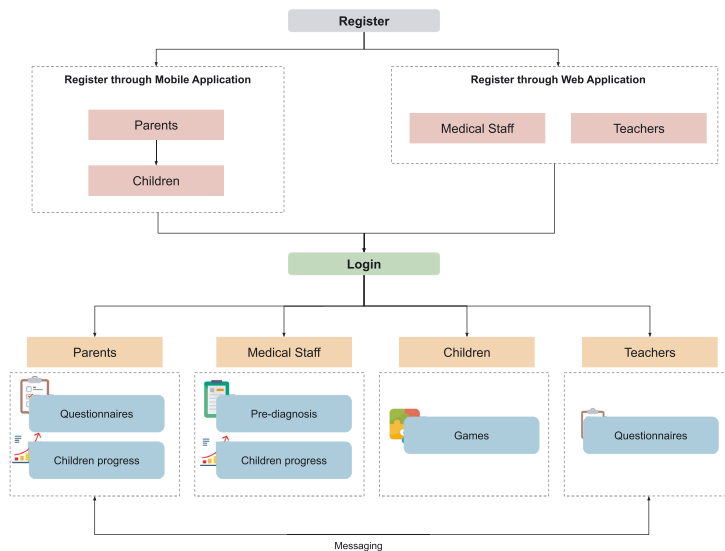 Register
Register through Mobile Application
Register through Web Application
Parents
Medical Staff
Teachers
Children
Login
Parents
Medical Staff
Children
Teachers
Questionnaires
Pre-diagnosis
Games
Questionnaires
Children progress
Children progress
Messaging